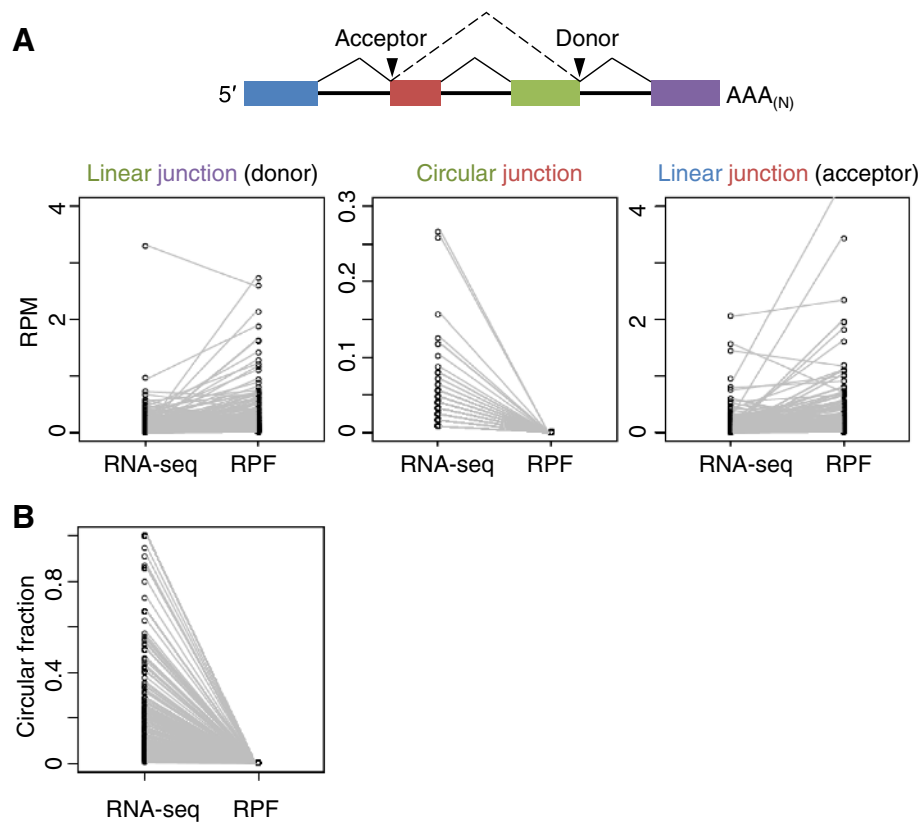 A
Acceptor
Donor
5′
AAA(N)
Linear junction (donor)
Circular junction
Linear junction (acceptor)
RPM
4
2
0
RNA-seq
RPF
0.3
0.2
0.1
0
RNA-seq
RPF
4
2
0
RNA-seq
RPF
B
Circular fraction
0.8
0.4
0
RNA-seq
RPF